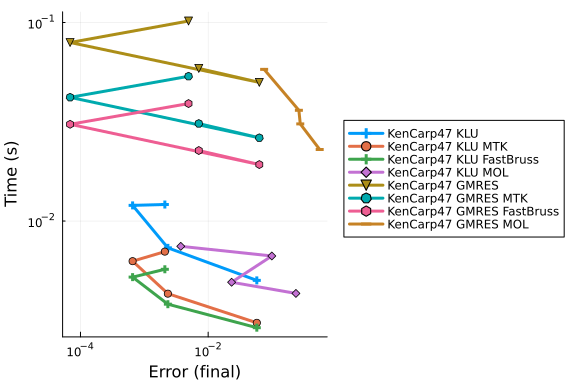 10⁻¹
10⁻²
Time (s)
10⁻⁴
10⁻²
Error (final)
KenCarp47 KLU
KenCarp47 KLU MTK
KenCarp47 KLU FastBruss
KenCarp47 KLU MOL
KenCarp47 GMRES
KenCarp47 GMRES MTK
KenCarp47 GMRES FastBruss
KenCarp47 GMRES MOL